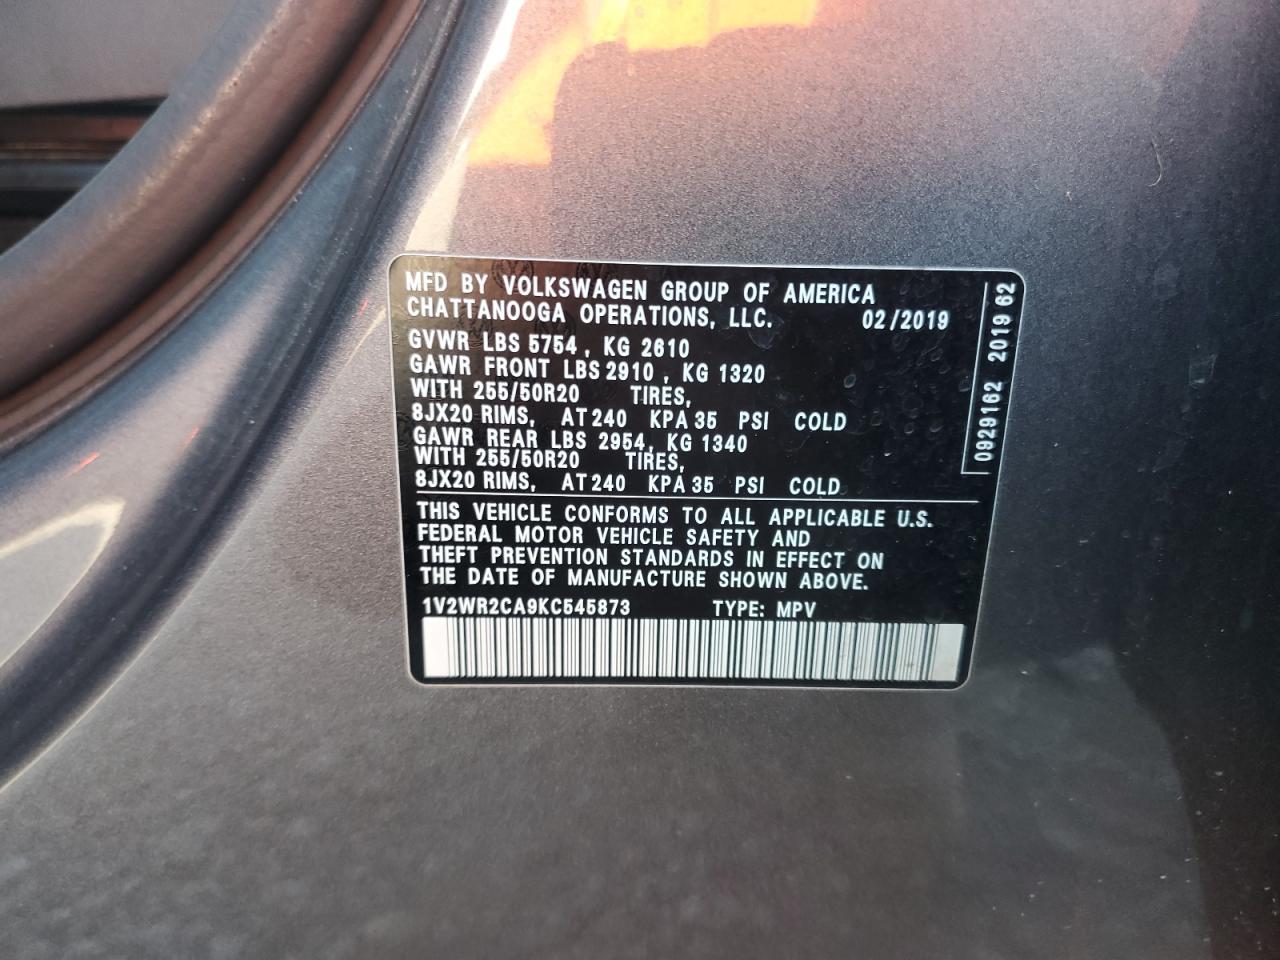 MFD BY VOLKSWAGEN GROUP OF AMERICA
CHATTANOOGA OPERATIONS, LLC. 02/2019
GVWR LBS 5754, KG 2610
GAWR FRONT LBS 2910, KG 1320
WITH 255/50R20 TIRES,
8JX20 RIMS, AT 240 KPA 35 PSI COLD
GAWR REAR LBS 2954, KG 1340
WITH 255/50R20 TIRES,
8JX20 RIMS, AT 240 KPA 35 PSI COLD
THIS VEHICLE CONFORMS TO ALL APPLICABLE U.S.
FEDERAL MOTOR VEHICLE SAFETY AND
THEFT PREVENTION STANDARDS IN EFFECT ON
THE DATE OF MANUFACTURE SHOWN ABOVE.
1V2WR2CA9KC545873 TYPE: MPV
0929162 2019 62